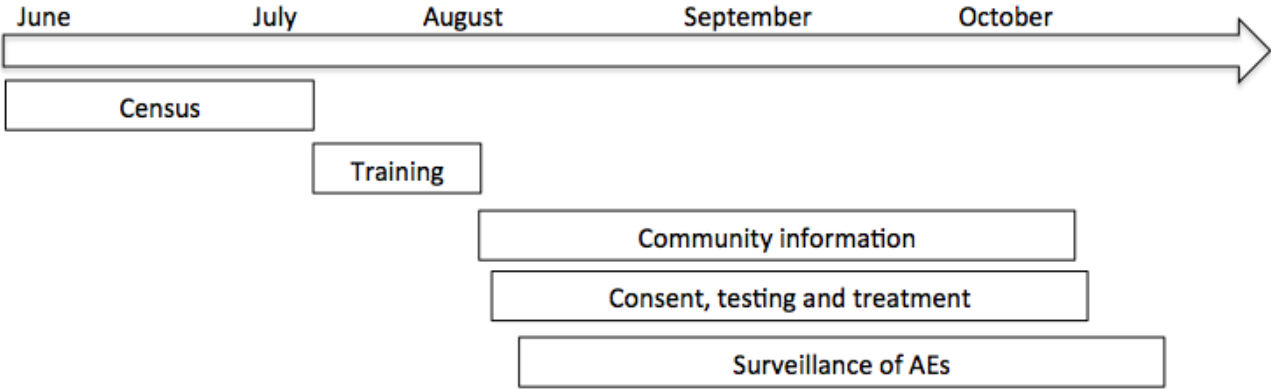 June July August September October
Census
Training
Community information
Consent, testing and treatment
Surveillance of AEs